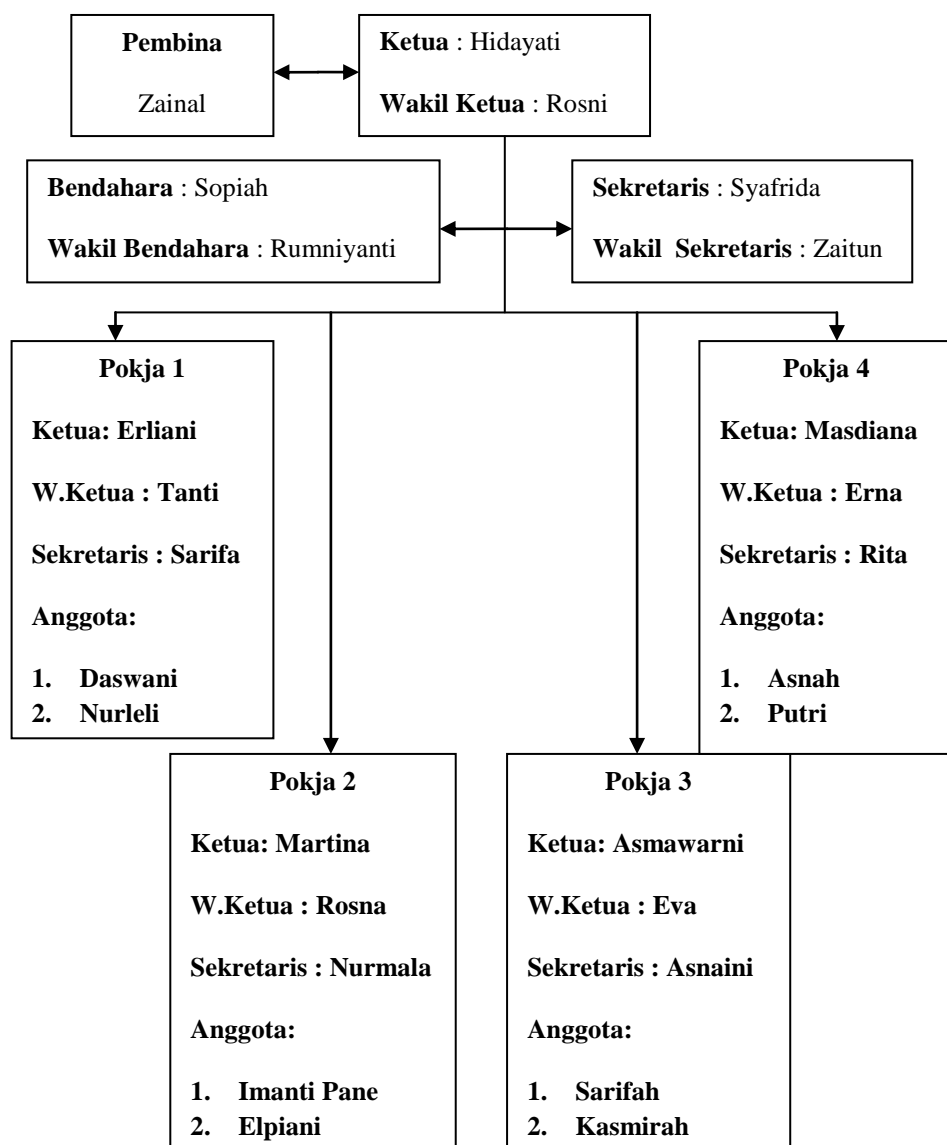 Pembina
Zainal
Ketua : Hidayati
Wakil Ketua : Rosni
Bendahara : Sopiah
Wakil Bendahara : Rumniyanti
Sekretaris : Syafrida
Wakil Sekretaris : Zaitun
Pokja 1
Ketua: Erliani
W.Ketua : Tanti
Sekretaris : Sarifa
Anggota:
1. Daswani
2. Nurleli
Pokja 2
Ketua: Martina
W.Ketua : Rosna
Sekretaris : Nurmala
Anggota:
1. Imanti Pane
2. Elpiani
Pokja 3
Ketua: Asmawarni
W.Ketua : Eva
Sekretaris : Asnaini
Anggota:
1. Sarifah
2. Kasmirah
Pokja 4
Ketua: Masdiana
W.Ketua : Erna
Sekretaris : Rita
Anggota:
1. Asnah
2. Putri